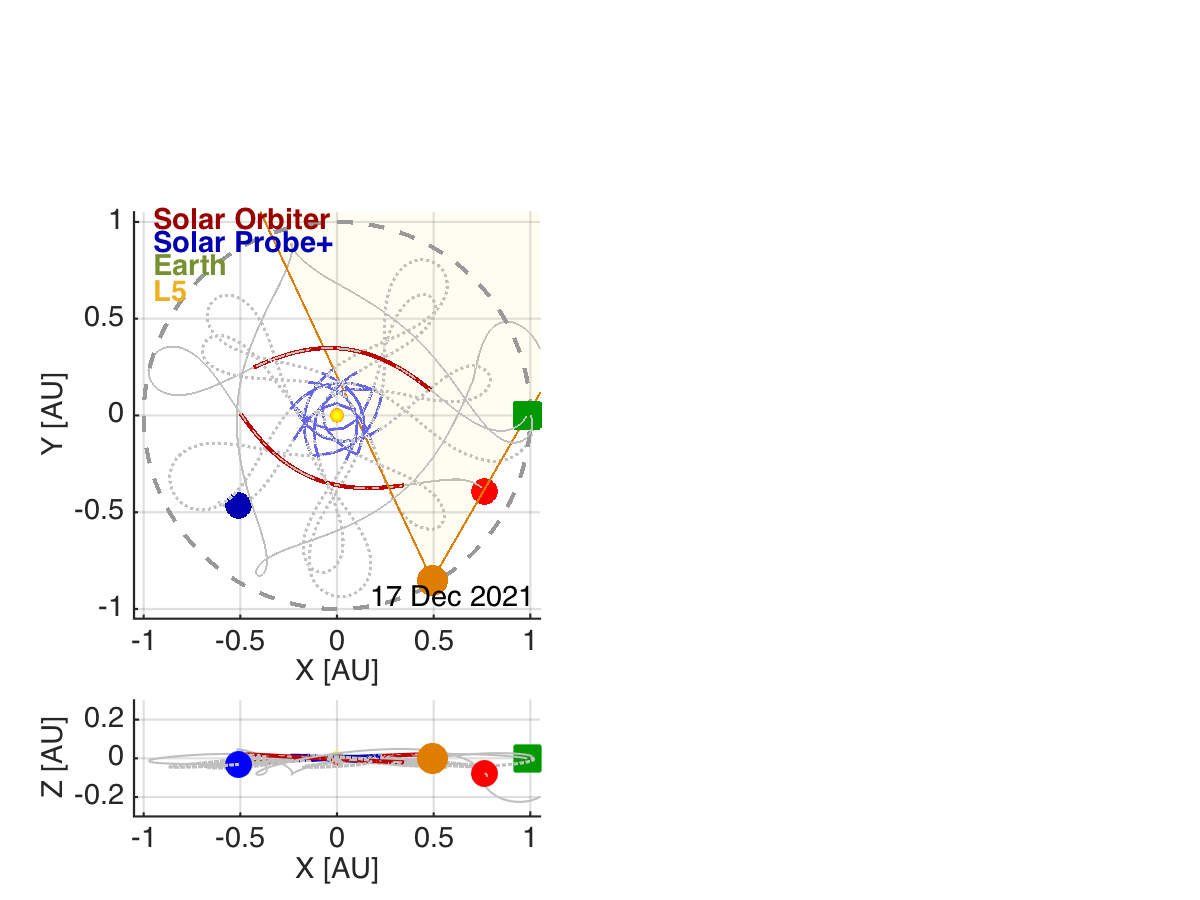 Solar Orbiter
Solar Probe+
Earth
L5
1
0.5
0
-0.5
-1
Y [AU]
17 Dec 2021
-1 -0.5 0 0.5 1
X [AU]
0.2
0
-0.2
Z [AU]
-1 -0.5 0 0.5 1
X [AU]